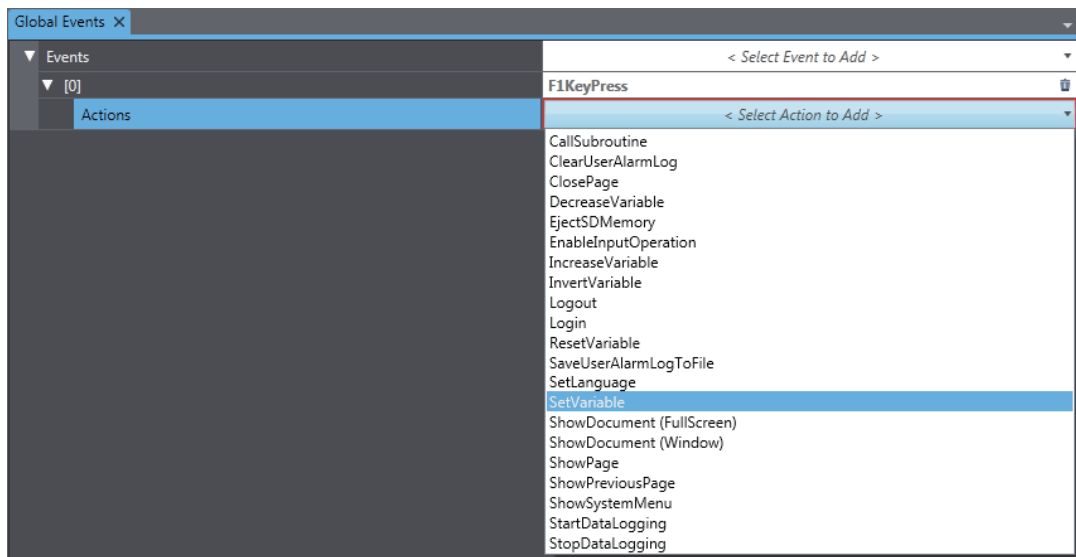 Global Events
Events < Select Event to Add >
[0] F1KeyPress
Actions < Select Action to Add >
CallSubroutine
ClearUserAlarmLog
ClosePage
DecreaseVariable
EjectSDMemory
EnableInputOperation
IncreaseVariable
InvertVariable
Logout
Login
ResetVariable
SaveUserAlarmLogToFile
SetLanguage
SetVariable
ShowDocument (FullScreen)
ShowDocument (Window)
ShowPage
ShowPreviousPage
ShowSystemMenu
StartDataLogging
StopDataLogging